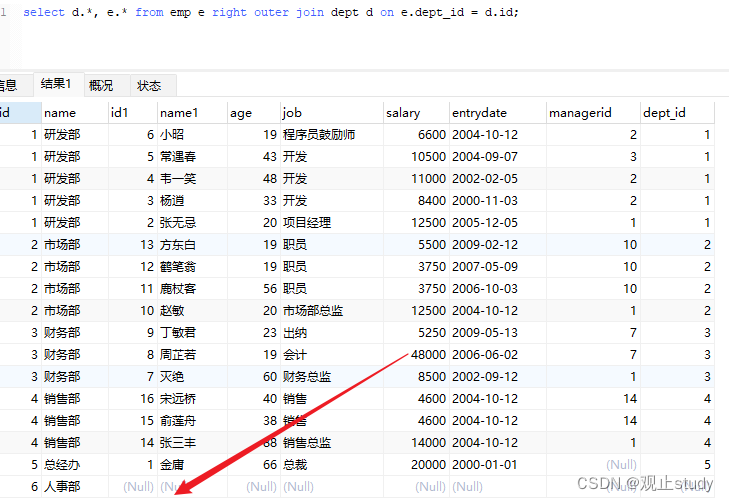 1 select d.*, e.* from emp e right outer join dept d on e.dept_id = d.id;
信息 结果1 概况 状态
id name id1 name1 age job salary entrydate managerid dept_id
1 研发部 6 小昭 19 程序员鼓励师 6600 2004-10-12 2 1
1 研发部 5 常遇春 43 开发 10500 2004-09-07 3 1
1 研发部 4 韦一笑 48 开发 11000 2002-02-05 2 1
1 研发部 3 杨逍 33 开发 8400 2000-11-03 2 1
1 研发部 2 张无忌 20 项目经理 12500 2005-12-05 1 1
2 市场部 13 方东白 19 职员 5500 2009-02-12 10 2
2 市场部 12 鹤笔翁 19 职员 3750 2007-05-09 10 2
2 市场部 11 鹿杖客 56 职员 3750 2006-10-03 10 2
2 市场部 10 赵敏 20 市场部总监 12500 2004-10-12 1 2
3 财务部 9 丁敏君 23 出纳 5250 2009-05-13 7 3
3 财务部 8 周芷若 19 会计 48000 2006-06-02 7 3
3 财务部 7 灭绝 60 财务总监 8500 2002-09-12 1 3
4 销售部 16 宋远桥 40 销售 4600 2004-10-12 14 4
4 销售部 15 俞莲舟 38 销售 4600 2004-10-12 14 4
4 销售部 14 张三丰 88 销售总监 14000 2004-10-12 1 4
5 总经办 1 金庸 66 总裁 20000 2000-01-01 (Null) 5
6 人事部 (Null) (Nu (Null) (Null) (Null) (Null)
CSDN @观止study